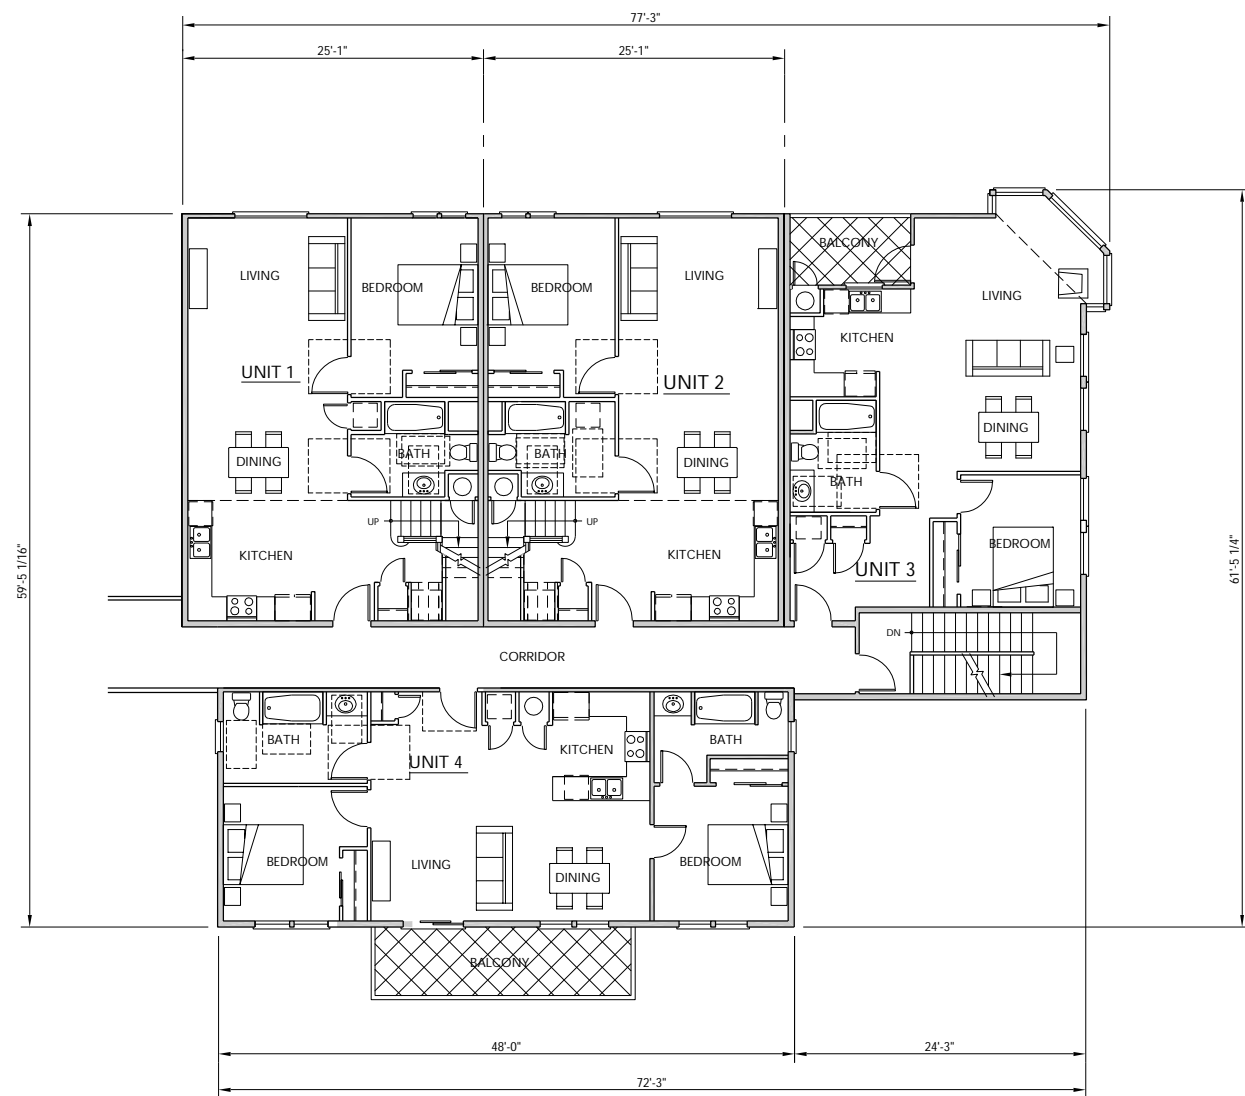 77'-3"
25'-1"
25'-1"
BALCONY
LIVING
LIVING
BEDROOM
BEDROOM
LIVING
KITCHEN
UNIT 1
UNIT 2
DINING
BATH
BATH
DINING
DINING
BATH
UP
UP
KITCHEN
KITCHEN
BEDROOM
UNIT 3
59'-5 1/16"
61'-5 1/4"
DN
CORRIDOR
BATH
KITCHEN
BATH
UNIT 4
BEDROOM
LIVING
DINING
BEDROOM
BALCONY
48'-0"
24'-3"
72'-3"